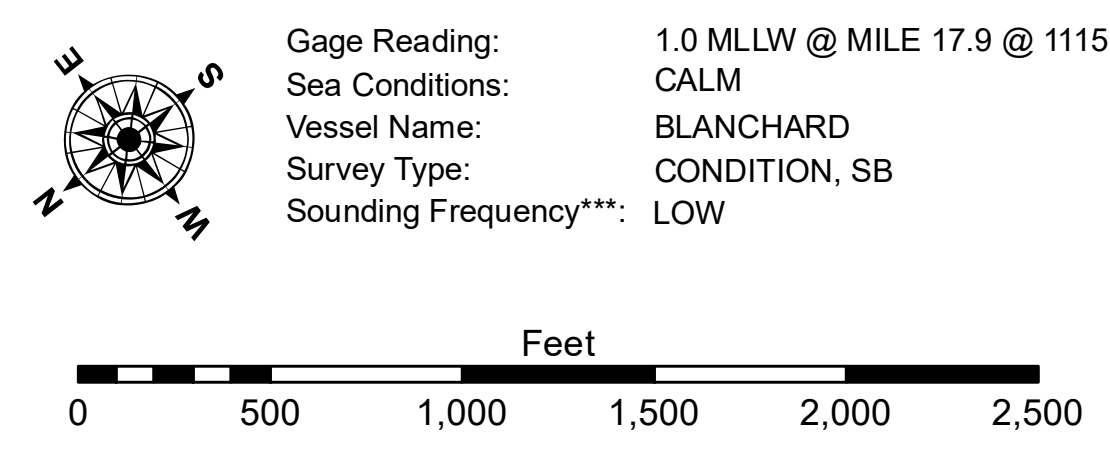 E
S
N
W
Gage Reading: 1.0 MLLW @ MILE 17.9 @ 1115
Sea Conditions: CALM
Vessel Name: BLANCHARD
Survey Type: CONDITION, SB
Sounding Frequency***: LOW
Feet
0 500 1,000 1,500 2,000 2,500